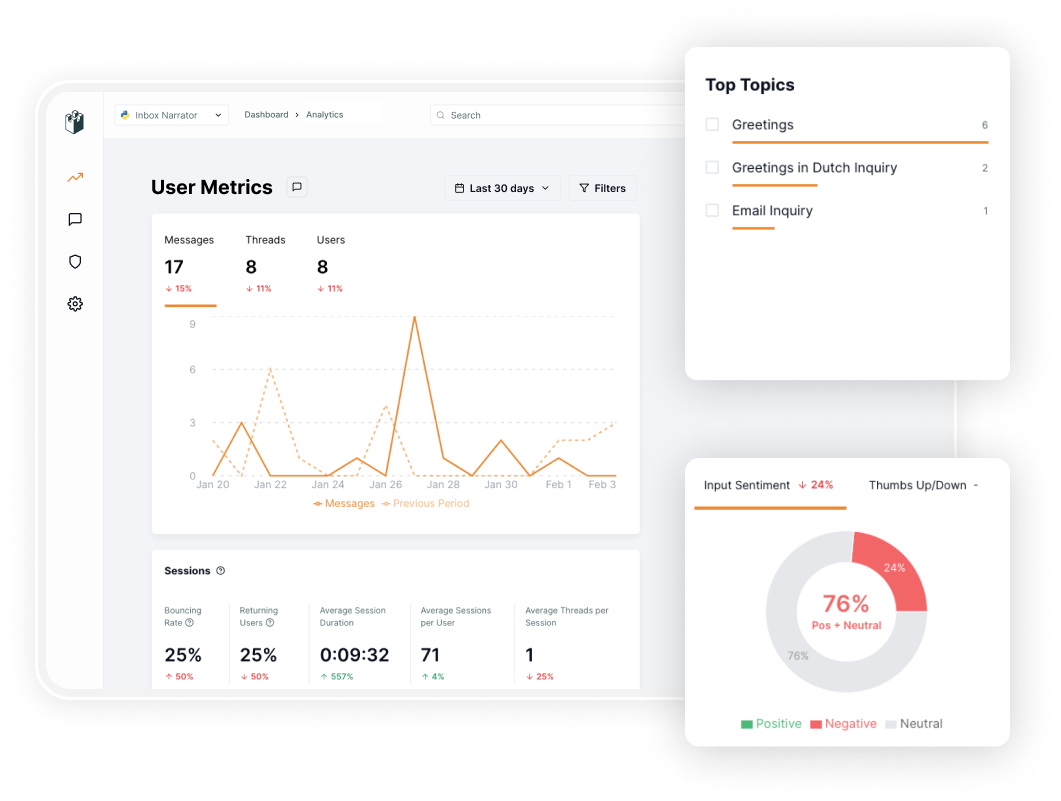 Inbox Narrator
Dashboard
Analytics
Search
User Metrics
Last 30 days
Filters
Messages Threads Users
17 8 8
↓ 15% ↓ 11% ↓ 11%
9
6
3
0
Jan 20 Jan 22 Jan 24 Jan 26 Jan 28 Jan 30 Feb 1 Feb 3
Messages Previous Period
Sessions
Bouncing
Rate
25%
↑ 50%
Returning
Users
25%
↓ 50%
Average Session
Duration
0:09:32
↑ 557%
Average Sessions
per User
71
↑ 4%
Average Threads per
Session
1
↓ 25%
Top Topics
Greetings 6
Greetings in Dutch Inquiry 2
Email Inquiry 1
Input Sentiment ↓ 24%
Thumbs Up/Down -
24%
76%
Pos + Neutral
76%
Positive Negative Neutral